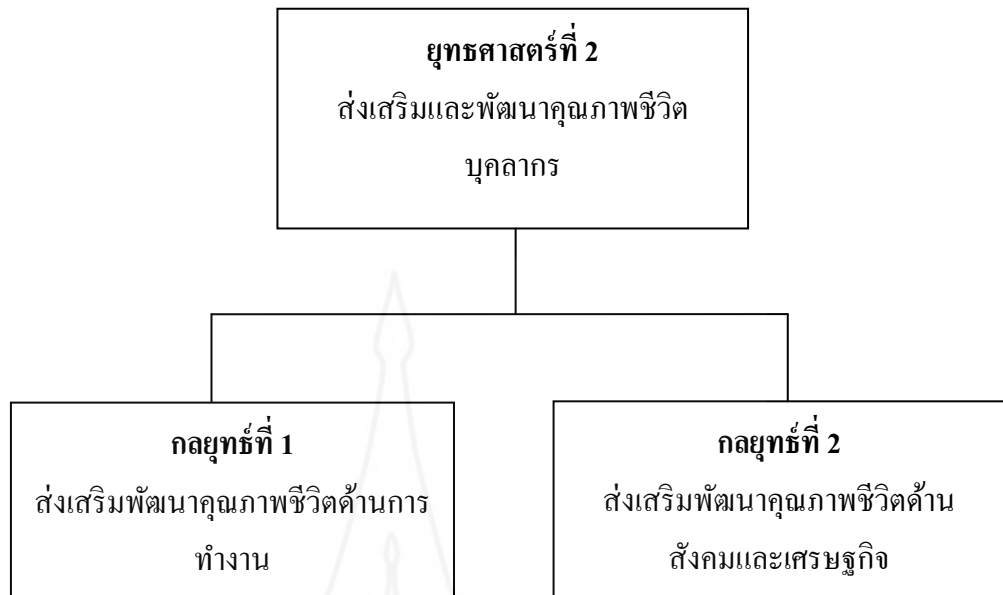 ยุทธศาสตร์ที่ 2
ส่งเสริมและพัฒนาคุณภาพชีวิต
บุคลากร
กลยุทธ์ที่ 1
ส่งเสริมพัฒนาคุณภาพชีวิตด้านการ
ทำงาน
กลยุทธ์ที่ 2
ส่งเสริมพัฒนาคุณภาพชีวิตด้าน
สังคมและเศรษฐกิจ